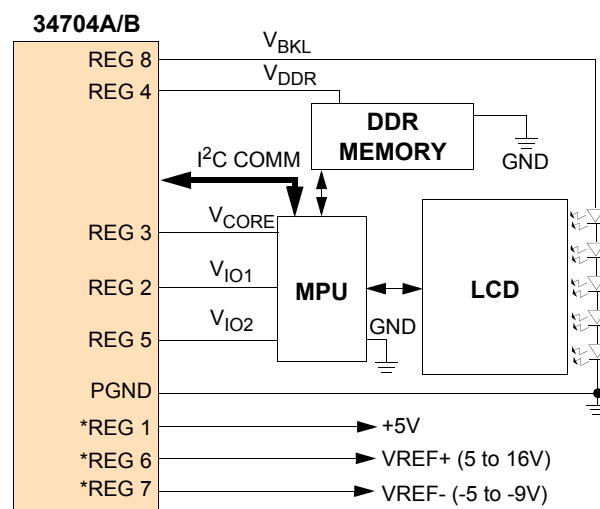 34704A/B
REG 8
V_BKL
REG 4
V_DDR
DDR
MEMORY
GND
I²C COMM
REG 3
V_CORE
REG 2
V_IO1
MPU
LCD
REG 5
V_IO2
GND
PGND
*REG 1
+5V
*REG 6
VREF+ (5 to 16V)
*REG 7
VREF- (-5 to -9V)